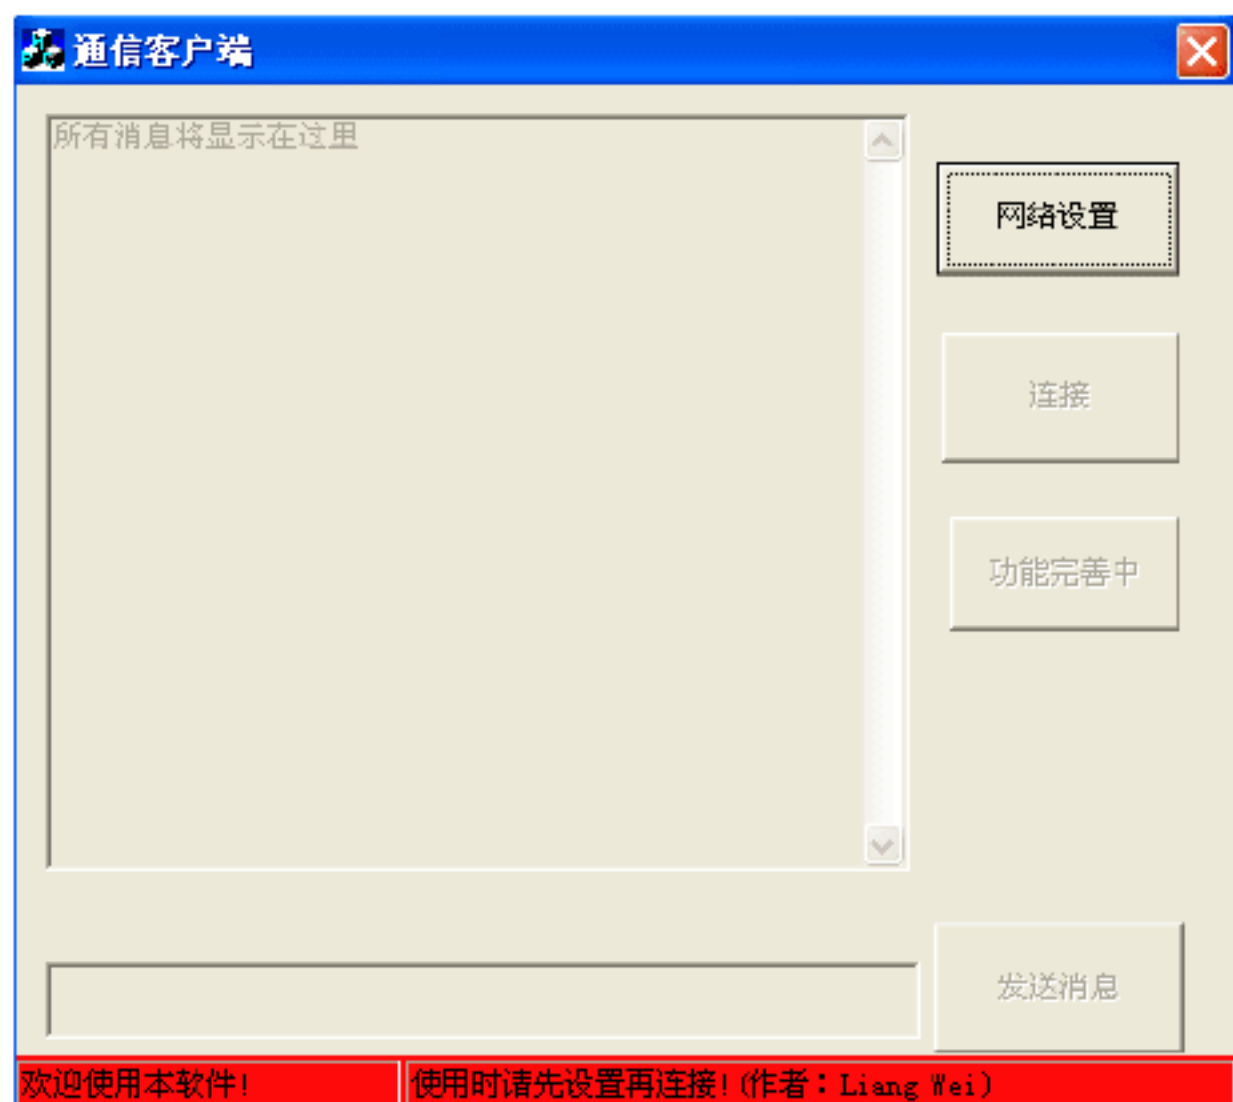 通信客户端
所有消息将显示在这里
网络设置
连接
功能完善中
发送消息
欢迎使用本软件!
使用时请先设置再连接!(作者：Liang Wei)